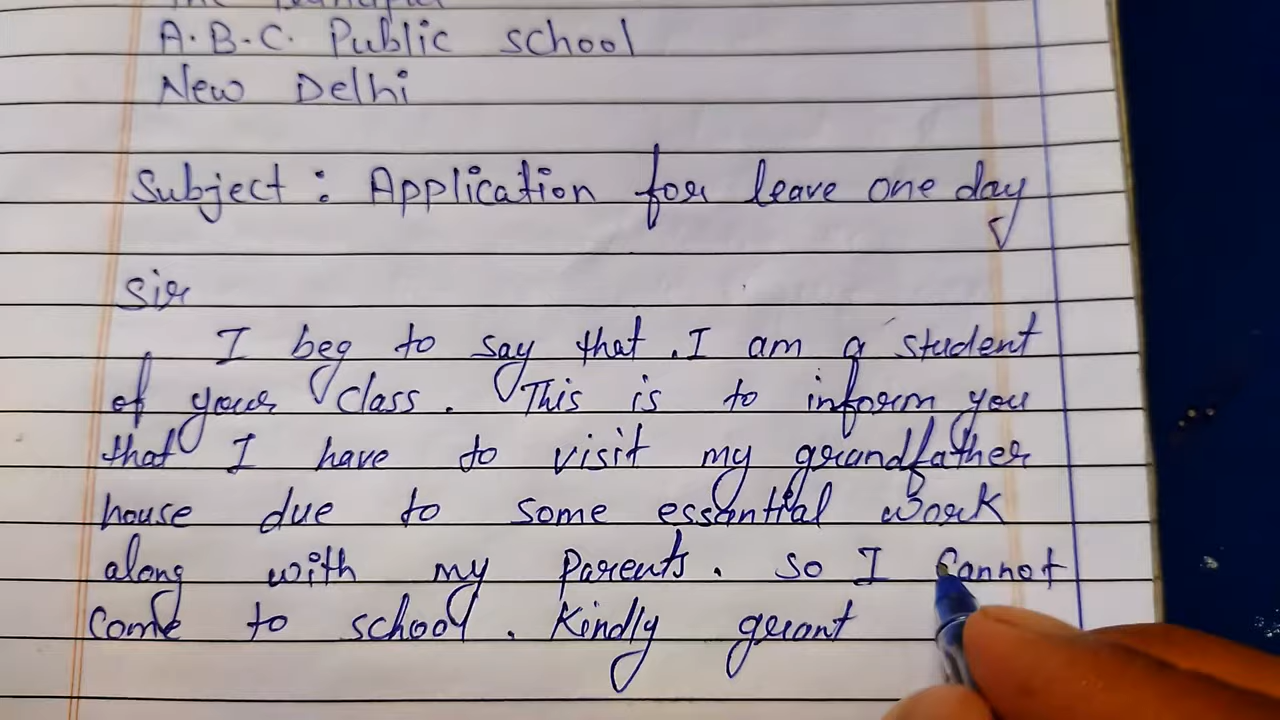 The Principal
A.B.C. Public school
New Delhi
Subject : Application for leave one day
Sir
I beg to say that . I am a student
of your class . This is to inform you
that I have to visit my grandfather
house due to some essential work
along with my Parents . so I cannot
come to school . Kindly grant